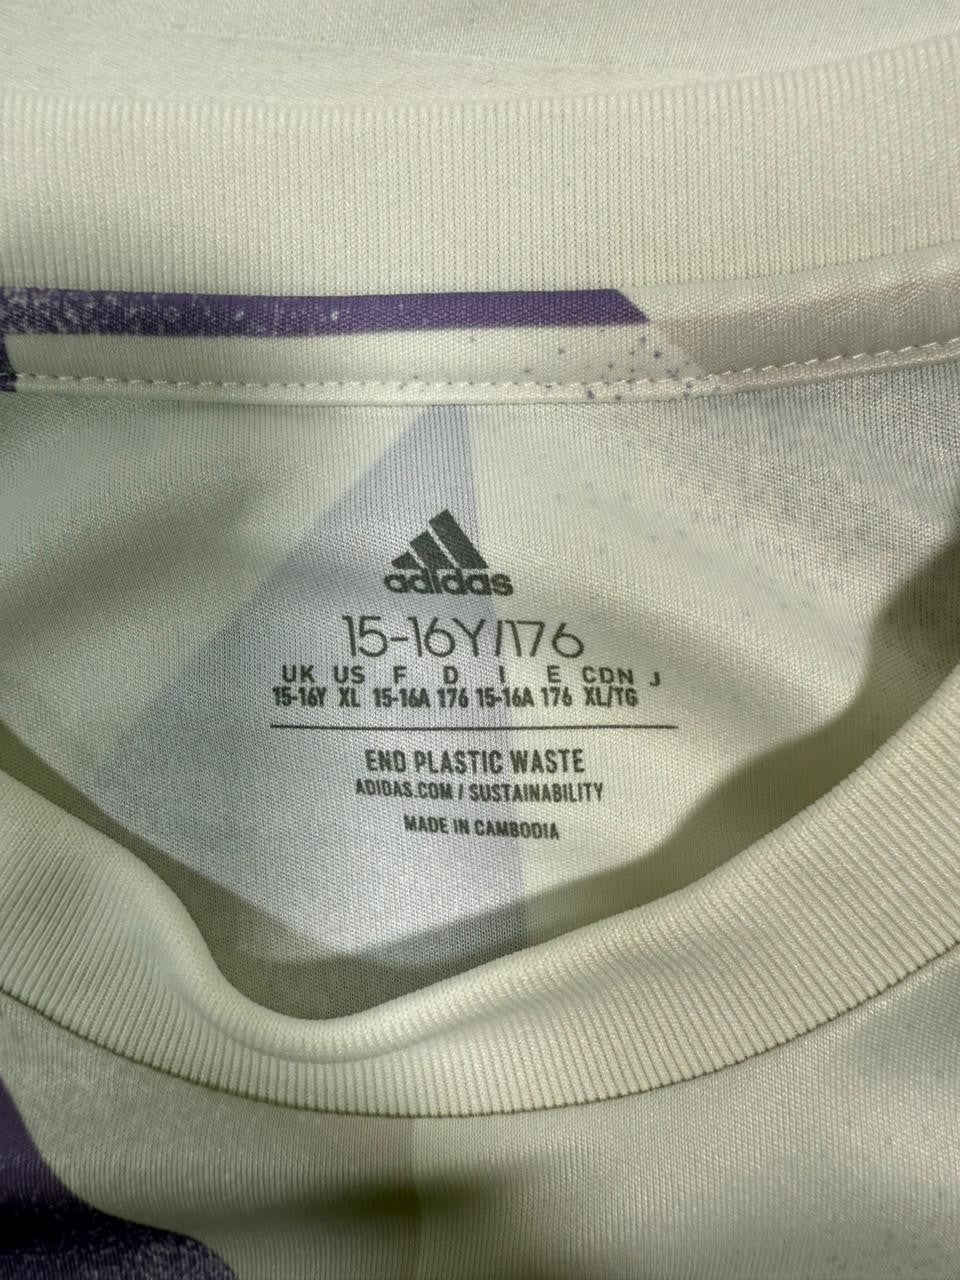 adidas
15-16Y/176
UK US F D I E CDN J
15-16Y XL 15-16A 176 15-16A 176 XL/TG
END PLASTIC WASTE
ADIDAS.COM / SUSTAINABILITY
MADE IN CAMBODIA